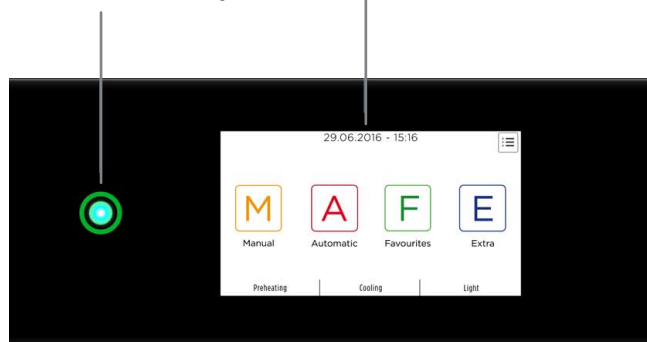 29.06.2016 - 15:16
M A F E
Manual Automatic Favourites Extra
Preheating Cooling Light